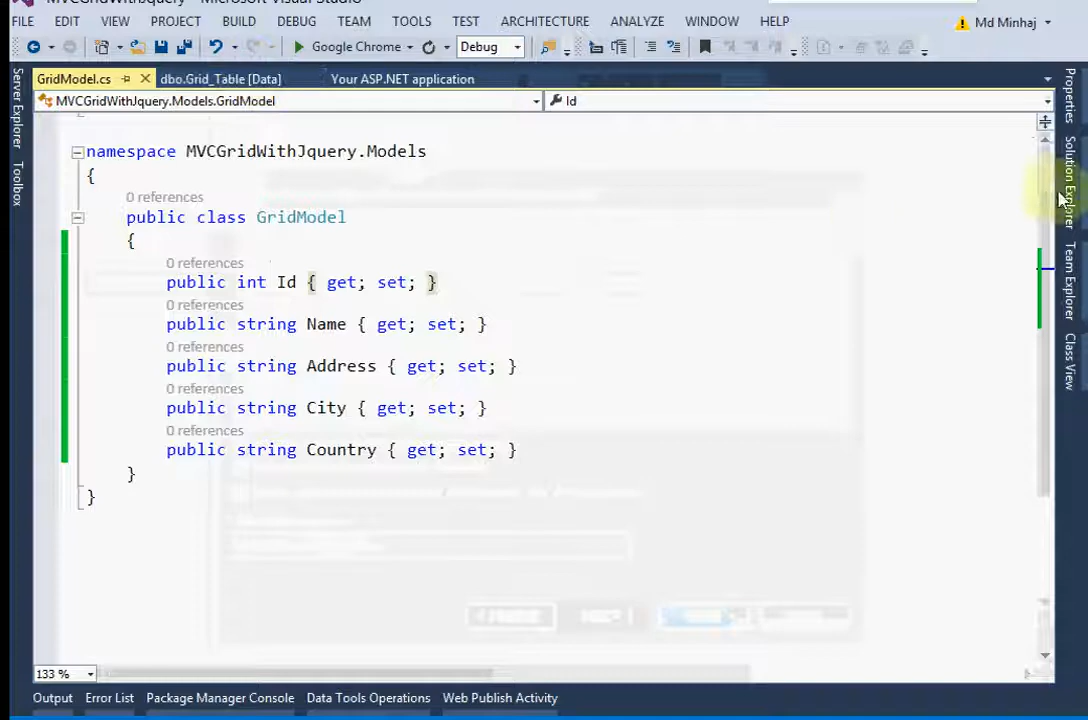 MVCGridWithJquery - Microsoft Visual Studio
FILE EDIT VIEW PROJECT BUILD DEBUG TEAM TOOLS TEST ARCHITECTURE ANALYZE WINDOW HELP Md Minhaj
Google Chrome Debug
GridModel.cs dbo.Grid_Table [Data] Your ASP.NET application
MVCGridWithJquery.Models.GridModel Id
Server Explorer
Toolbox
Properties
Solution Explorer
Team Explorer
Class View
namespace MVCGridWithJquery.Models
{
0 references
public class GridModel
{
0 references
public int Id { get; set; }
0 references
public string Name { get; set; }
0 references
public string Address { get; set; }
0 references
public string City { get; set; }
0 references
public string Country { get; set; }
}
}
133 %
Output Error List Package Manager Console Data Tools Operations Web Publish Activity